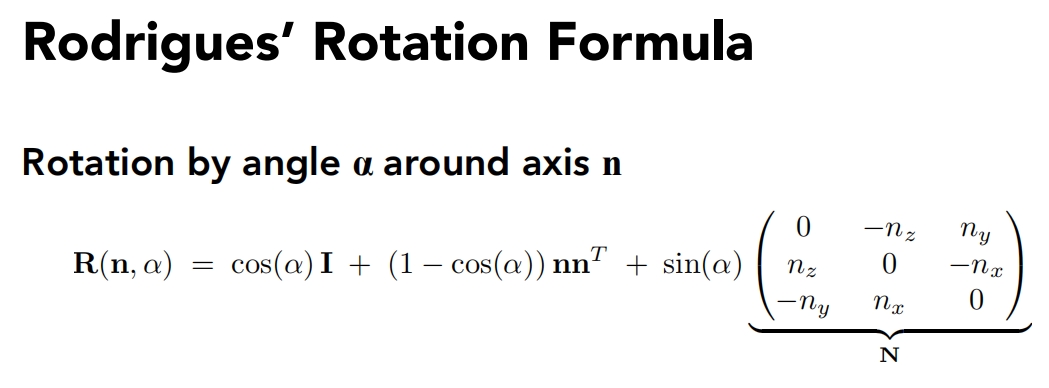 Rodrigues’ Rotation Formula
Rotation by angle α around axis n
R(n, α) = cos(α) I + (1 − cos(α)) nnᵀ + sin(α) ( 0 −n_z n_y
n_z 0 −n_x
−n_y n_x 0 )
N